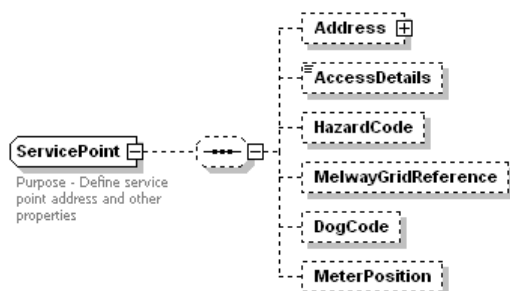 Address
AccessDetails
HazardCode
ServicePoint
Purpose - Define service
point address and other
properties
MelwayGridReference
DogCode
MeterPosition